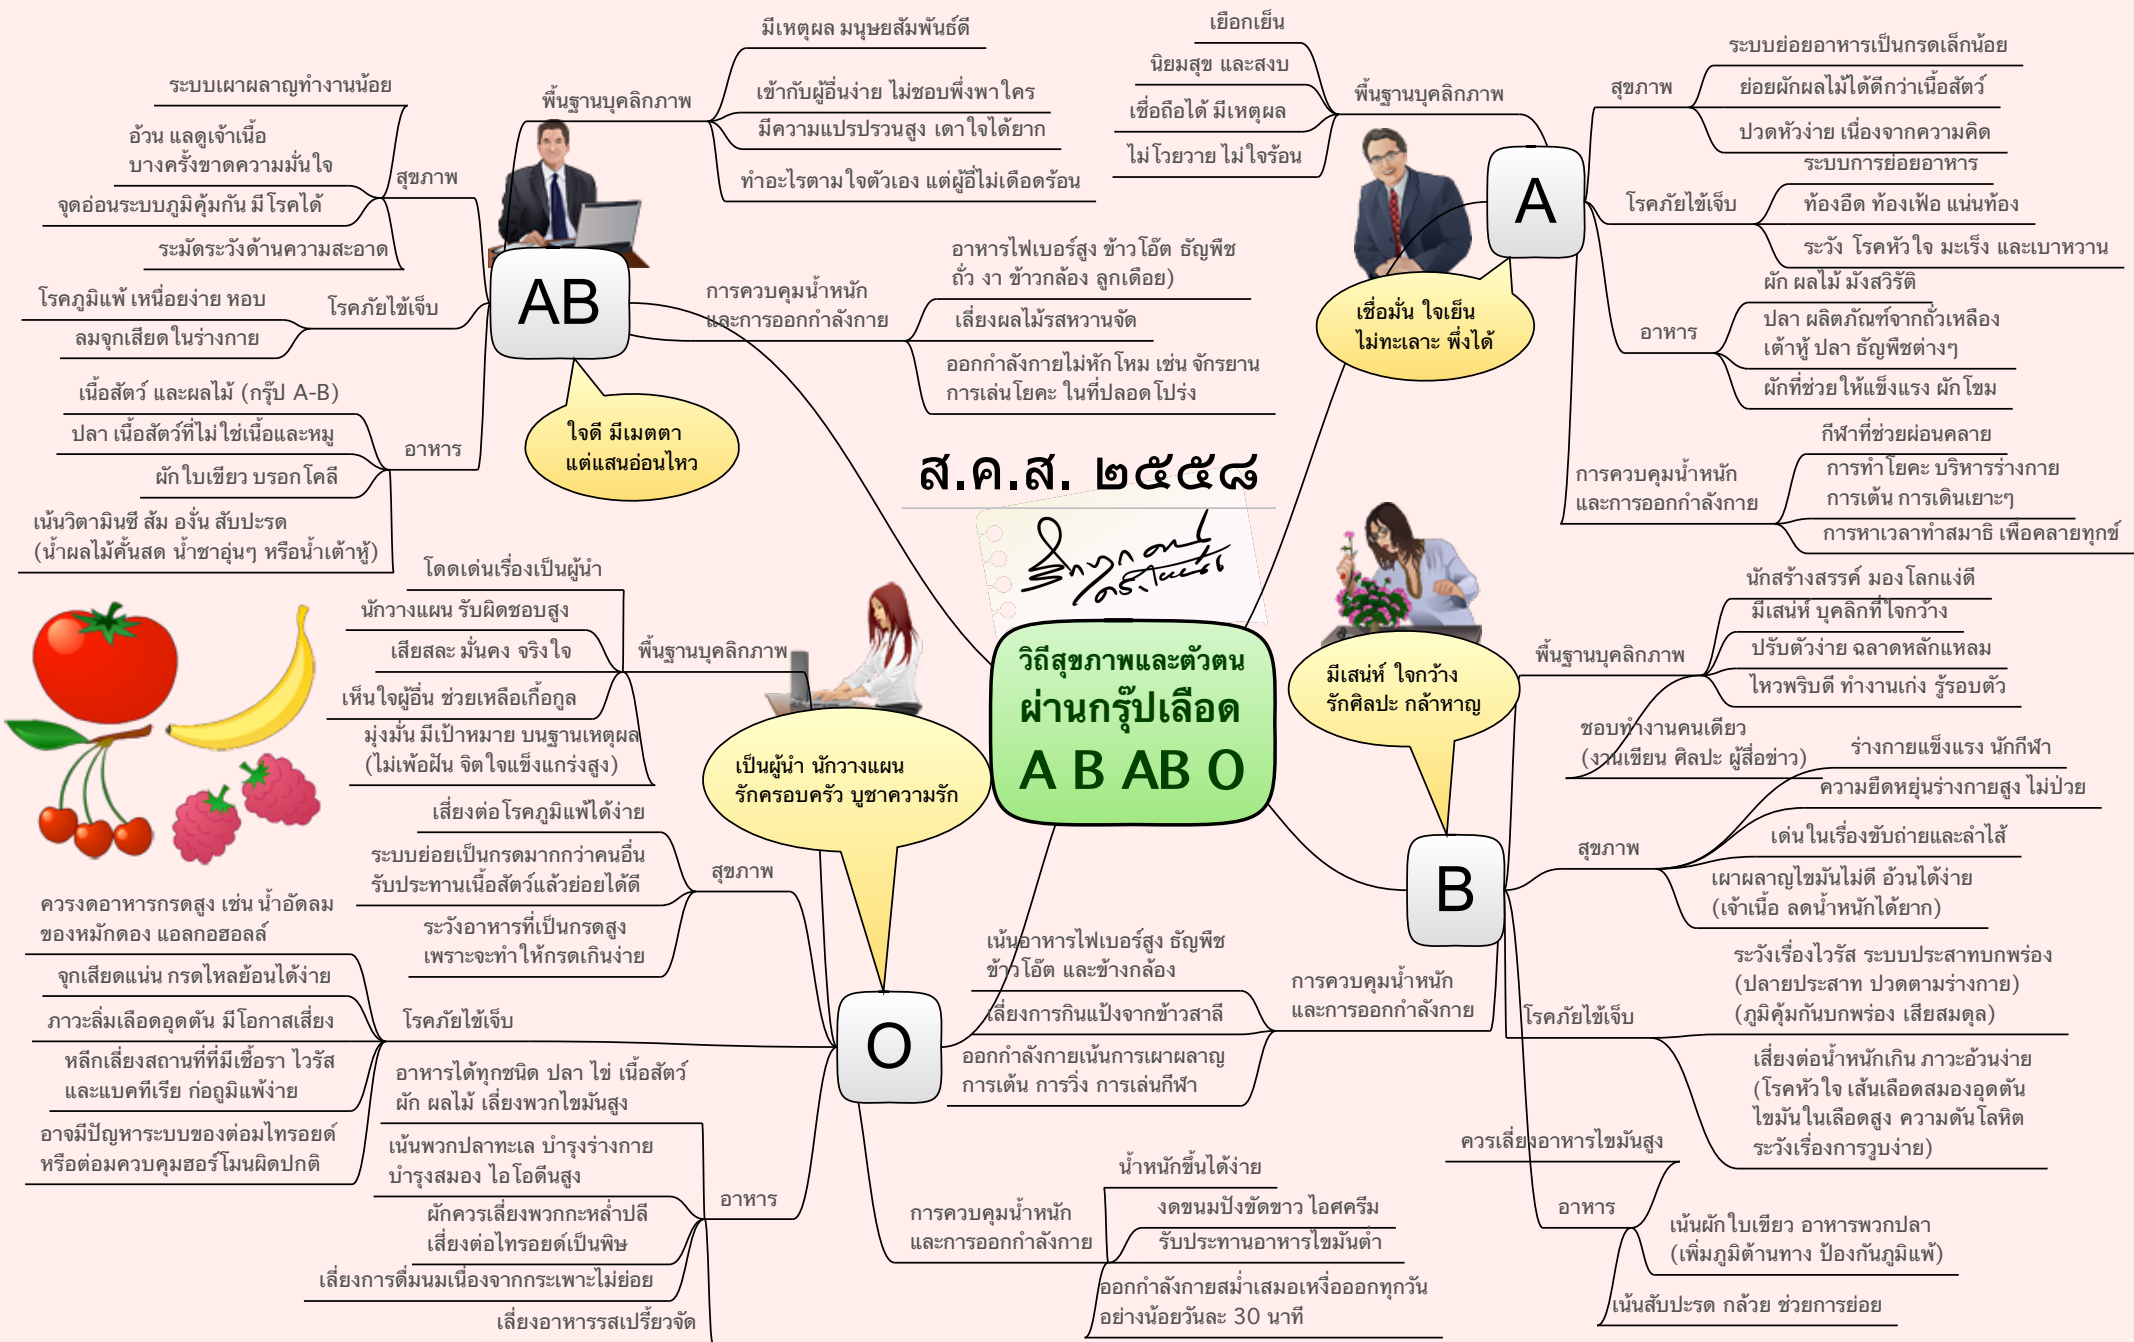 ส.ค.ส. ๒๕๕๘
วิถีสุขภาพและตัวตน
ผ่านกรุ๊ปเลือด
A B AB O
A
เชื่อมั่น ใจเย็น
ไม่ทะเลาะ พึ่งได้
พื้นฐานบุคลิกภาพ
เยือกเย็น
นิยมสุข และสงบ
เชื่อถือได้ มีเหตุผล
ไม่โวยวาย ไม่ใจร้อน
สุขภาพ
ระบบย่อยอาหารเป็นกรดเล็กน้อย
ย่อยผักผลไม้ได้ดีกว่าเนื้อสัตว์
ปวดหัวง่าย เนื่องจากความคิด
โรคภัยไข้เจ็บ
ระบบการย่อยอาหาร
ท้องอืด ท้องเฟ้อ แน่นท้อง
ระวัง โรคหัวใจ มะเร็ง และเบาหวาน
อาหาร
ผัก ผลไม้ มังสวิรัติ
ปลา ผลิตภัณฑ์จากถั่วเหลือง
เต้าหู้ ปลา ธัญพืชต่างๆ
ผักที่ช่วยให้แข็งแรง ผักโขม
การควบคุมน้ำหนัก
และการออกกำลังกาย
กีฬาที่ช่วยผ่อนคลาย
การทำโยคะ บริหารร่างกาย
การเต้น การเดินเยาะๆ
การหาเวลาทำสมาธิ เพื่อคลายทุกข์
B
มีเสน่ห์ ใจกว้าง
รักศิลปะ กล้าหาญ
พื้นฐานบุคลิกภาพ
นักสร้างสรรค์ มองโลกแง่ดี
มีเสน่ห์ บุคลิกที่ใจกว้าง
ปรับตัวง่าย ฉลาดหลักแหลม
ไหวพริบดี ทำงานเก่ง รู้รอบตัว
ชอบทำงานคนเดียว
(งานเขียน ศิลปะ ผู้สื่อข่าว)
สุขภาพ
ร่างกายแข็งแรง นักกีฬา
ความยืดหยุ่นร่างกายสูง ไม่ป่วย
เด่นในเรื่องขับถ่ายและลำไส้
เผาผลาญไขมันไม่ดี อ้วนได้ง่าย
(เจ้าเนื้อ ลดน้ำหนักได้ยาก)
โรคภัยไข้เจ็บ
ระวังเรื่องไวรัส ระบบประสาทบกพร่อง
(ปลายประสาท ปวดตามร่างกาย)
(ภูมิคุ้มกันบกพร่อง เสียสมดุล)
เสี่ยงต่อน้ำหนักเกิน ภาวะอ้วนง่าย
(โรคหัวใจ เส้นเลือดสมองอุดตัน
ไขมันในเลือดสูง ความดันโลหิต
ระวังเรื่องการวูบง่าย)
อาหาร
ควรเลี่ยงอาหารไขมันสูง
เน้นผักใบเขียว อาหารพวกปลา
(เพิ่มภูมิต้านทาง ป้องกันภูมิแพ้)
เน้นสับปะรด กล้วย ช่วยการย่อย
การควบคุมน้ำหนัก
และการออกกำลังกาย
เน้นอาหารไฟเบอร์สูง ธัญพืช
ข้าวโอ๊ต และข้างกล้อง
เลี่ยงการกินแป้งจากข้าวสาลี
ออกกำลังกายเน้นการเผาผลาญ
การเต้น การวิ่ง การเล่นกีฬา
AB
ใจดี มีเมตตา
แต่แสนอ่อนไหว
พื้นฐานบุคลิกภาพ
มีเหตุผล มนุษยสัมพันธ์ดี
เข้ากับผู้อื่นง่าย ไม่ชอบพึ่งพาใคร
มีความแปรปรวนสูง เดาใจได้ยาก
ทำอะไรตามใจตัวเอง แต่ผู้อื่ไม่เดือดร้อน
สุขภาพ
ระบบเผาผลาญทำงานน้อย
อ้วน แลดูเจ้าเนื้อ
บางครั้งขาดความมั่นใจ
จุดอ่อนระบบภูมิคุ้มกัน มีโรคได้
ระมัดระวังด้านความสะอาด
โรคภัยไข้เจ็บ
โรคภูมิแพ้ เหนื่อยง่าย หอบ
ลมจุกเสียดในร่างกาย
อาหาร
เนื้อสัตว์ และผลไม้ (กรุ๊ป A-B)
ปลา เนื้อสัตว์ที่ไม่ใช่เนื้อและหมู
ผักใบเขียว บรอกโคลี
เน้นวิตามินซี ส้ม องั่น สับปะรด
(น้ำผลไม้คั้นสด น้ำชาอุ่นๆ หรือน้ำเต้าหู้)
การควบคุมน้ำหนัก
และการออกกำลังกาย
อาหารไฟเบอร์สูง ข้าวโอ๊ต ธัญพืช
ถั่ว งา ข้าวกล้อง ลูกเดือย)
เลี่ยงผลไม้รสหวานจัด
ออกกำลังกายไม่หักโหม เช่น จักรยาน
การเล่นโยคะ ในที่ปลอดโปร่ง
O
เป็นผู้นำ นักวางแผน
รักครอบครัว บูชาความรัก
พื้นฐานบุคลิกภาพ
โดดเด่นเรื่องเป็นผู้นำ
นักวางแผน รับผิดชอบสูง
เสียสละ มั่นคง จริงใจ
เห็นใจผู้อื่น ช่วยเหลือเกื้อกูล
มุ่งมั่น มีเป้าหมาย บนฐานเหตุผล
(ไม่เพ้อฝัน จิตใจแข็งแกร่งสูง)
สุขภาพ
เสี่ยงต่อโรคภูมิแพ้ได้ง่าย
ระบบย่อยเป็นกรดมากกว่าคนอื่น
รับประทานเนื้อสัตว์แล้วย่อยได้ดี
ระวังอาหารที่เป็นกรดสูง
เพราะจะทำให้กรดเกินง่าย
โรคภัยไข้เจ็บ
ควรงดอาหารกรดสูง เช่น น้ำอัดลม
ของหมักดอง แอลกอฮอลล์
จุกเสียดแน่น กรดไหลย้อนได้ง่าย
ภาวะลิ่มเลือดอุดตัน มีโอกาสเสี่ยง
หลีกเลี่ยงสถานที่ที่มีเชื้อรา ไวรัส
และแบคทีเรีย ก่อภูมิแพ้ง่าย
อาจมีปัญหาระบบของต่อมไทรอยด์
หรือต่อมควบคุมฮอร์โมนผิดปกติ
อาหาร
อาหารได้ทุกชนิด ปลา ไข่ เนื้อสัตว์
ผัก ผลไม้ เลี่ยงพวกไขมันสูง
เน้นพวกปลาทะเล บำรุงร่างกาย
บำรุงสมอง ไอโอดีนสูง
ผักควรเลี่ยงพวกกะหล่ำปลี
เสี่ยงต่อไทรอยด์เป็นพิษ
เลี่ยงการดื่มนมเนื่องจากกระเพาะไม่ย่อย
เลี่ยงอาหารรสเปรี้ยวจัด
การควบคุมน้ำหนัก
และการออกกำลังกาย
น้ำหนักขึ้นได้ง่าย
งดขนมปังขัดขาว ไอศครีม
รับประทานอาหารไขมันต่ำ
ออกกำลังกายสม่ำเสมอเหงื่อออกทุกวัน
อย่างน้อยวันละ 30 นาที